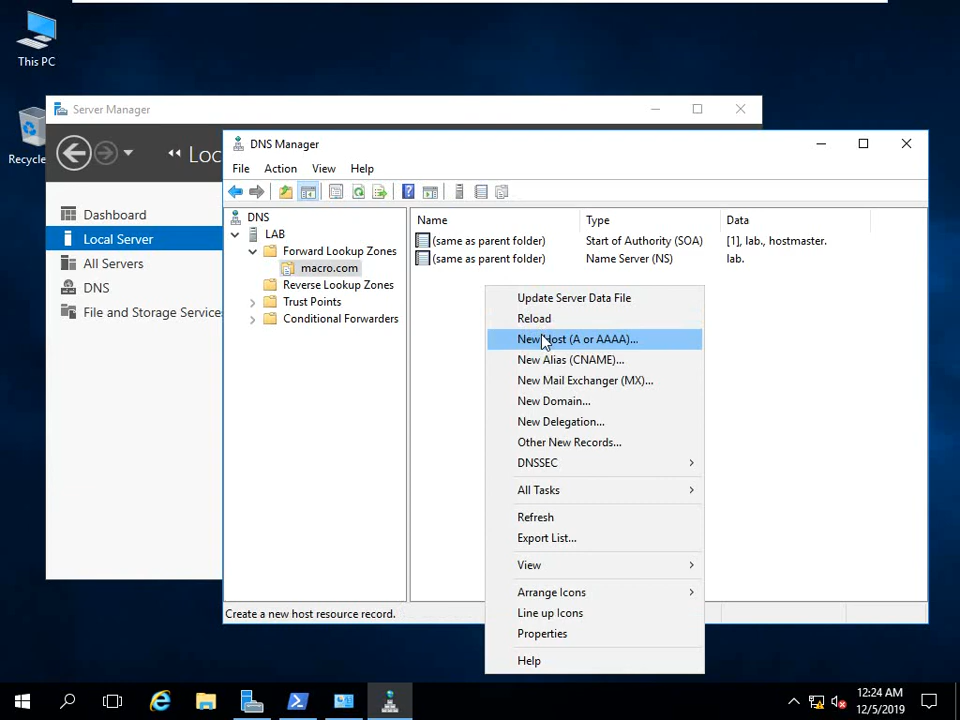 This PC
Recycle
Server Manager
Loc
Dashboard
Local Server
All Servers
DNS
File and Storage Service
DNS Manager
File Action View Help
DNS
LAB
Forward Lookup Zones
macro.com
Reverse Lookup Zones
Trust Points
Conditional Forwarders
Name Type Data
(same as parent folder) Start of Authority (SOA) [1], lab., hostmaster.
(same as parent folder) Name Server (NS) lab.
Update Server Data File
Reload
New Host (A or AAAA)...
New Alias (CNAME)...
New Mail Exchanger (MX)...
New Domain...
New Delegation...
Other New Records...
DNSSEC
All Tasks
Refresh
Export List...
View
Arrange Icons
Line up Icons
Properties
Help
Create a new host resource record.
12:24 AM
12/5/2019